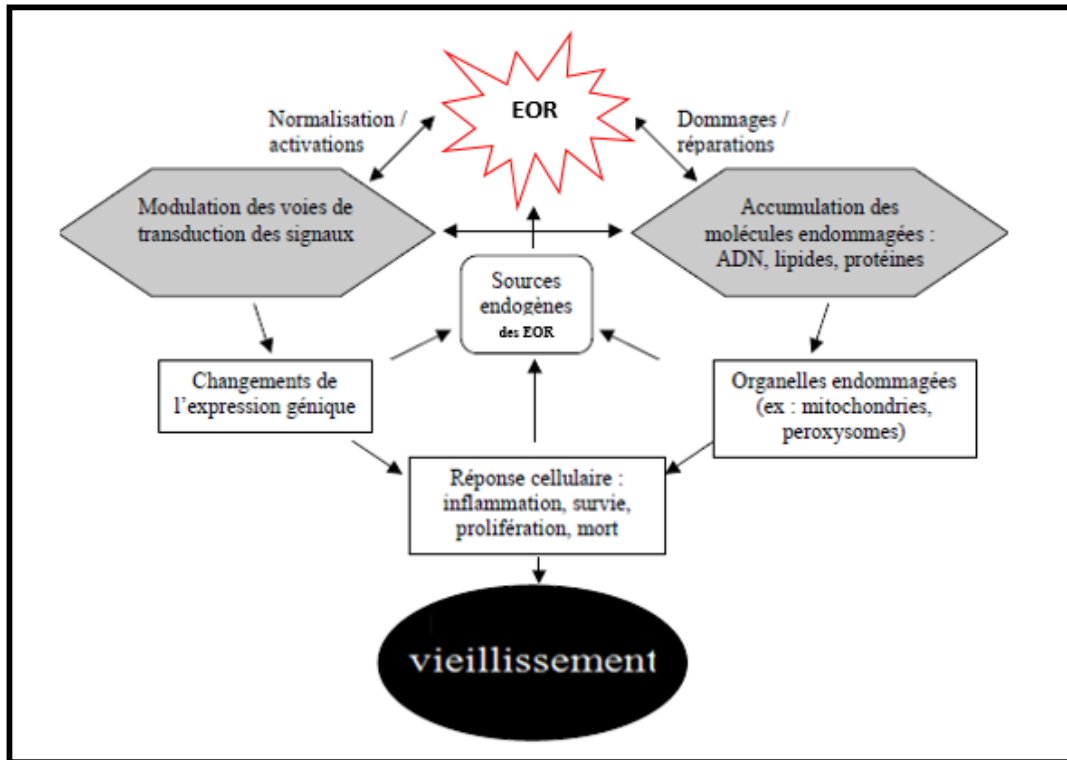 EOR
Normalisation /
activations
Dommages /
réparations
Modulation des voies de
transduction des signaux
Accumulation des
molécules endommagées :
ADN, lipides, protéines
Sources
endogènes
des EOR
Changements de
l'expression génique
Organelles endommagées
(ex : mitochondries,
peroxysomes)
Réponse cellulaire :
inflammation, survie,
prolifération, mort
vieillissement